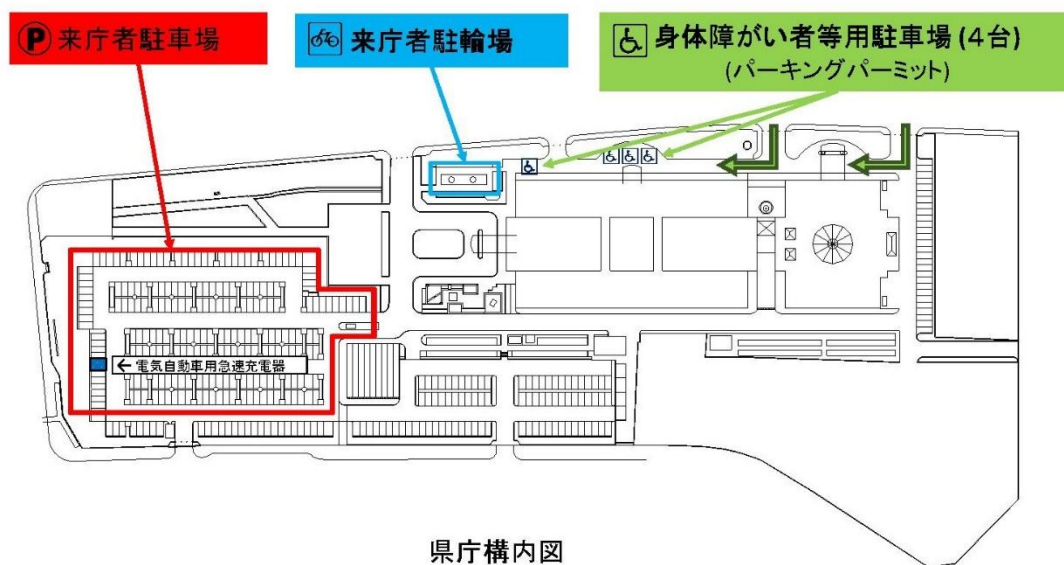 P 来庁者駐車場
来庁者駐輪場
身体障がい者等用駐車場(4台)
(パーキングパーミット)
←電気自動車用急速充電器
県庁構内図